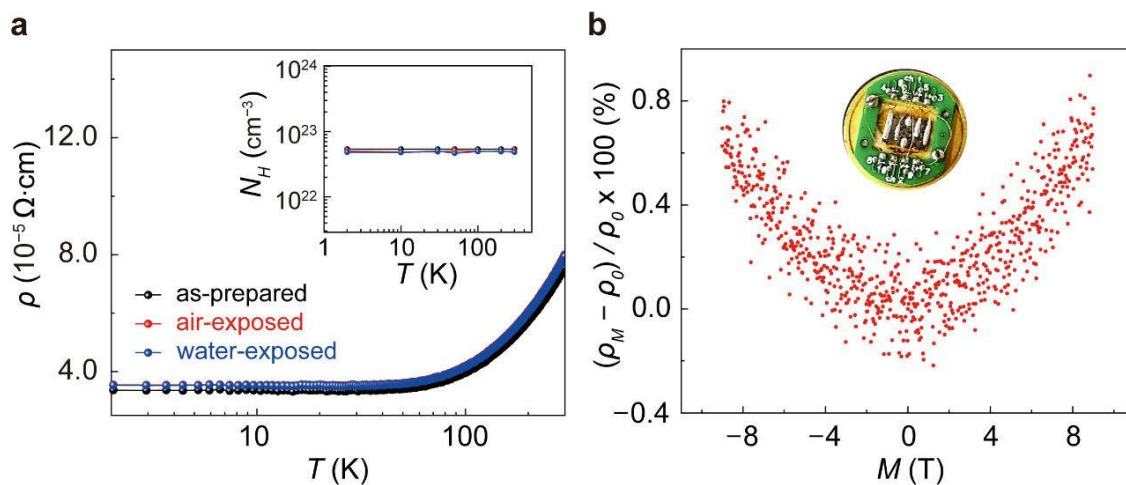 a
ρ (10⁻⁵ Ω·cm)
12.0
8.0
4.0
10
100
T (K)
as-prepared
air-exposed
water-exposed
N_H (cm⁻³)
10²⁴
10²³
10²²
1
10
100
T (K)
b
(ρ_M − ρ_0) / ρ_0 x 100 (%)
0.8
0.4
0.0
−0.4
−8
−4
0
4
8
M (T)